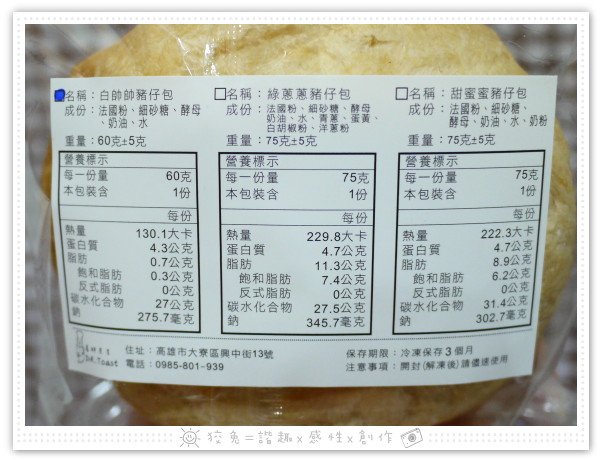 名稱：白帥帥豬仔包
成份：法國粉、細砂糖、酵母
、奶油、水
重量：60克±5克
營養標示
每一份量 60克
本包裝含 1份
每份
熱量 130.1大卡
蛋白質 4.3公克
脂肪 0.7公克
飽和脂肪 0.3公克
反式脂肪 0公克
碳水化合物 27公克
鈉 275.7毫克
名稱：綠蔥蔥豬仔包
成份：法國粉、細砂糖、酵母
奶油、水、青蔥、蛋黃、
白胡椒粉、洋蔥粉
重量：75克±5克
營養標示
每一份量 75克
本包裝含 1份
每份
熱量 229.8大卡
蛋白質 4.7公克
脂肪 11.3公克
飽和脂肪 7.4公克
反式脂肪 0公克
碳水化合物 27.5公克
鈉 345.7毫克
名稱：甜蜜蜜豬仔包
成份：法國粉、細砂糖、
酵母、奶油、水、奶粉
重量：75克±5克
營養標示
每一份量 75克
本包裝含 1份
每份
熱量 222.3大卡
蛋白質 4.7公克
脂肪 8.9公克
飽和脂肪 6.2公克
反式脂肪 0公克
碳水化合物 31.4公克
鈉 302.7毫克
DR.Toast
住址：高雄市大寮區興中街13號
電話：0985-801-939
保存期限：冷凍保存3個月
注意事項：開封(解凍後)請儘速使用
狡兔=諧趣x感性x創作